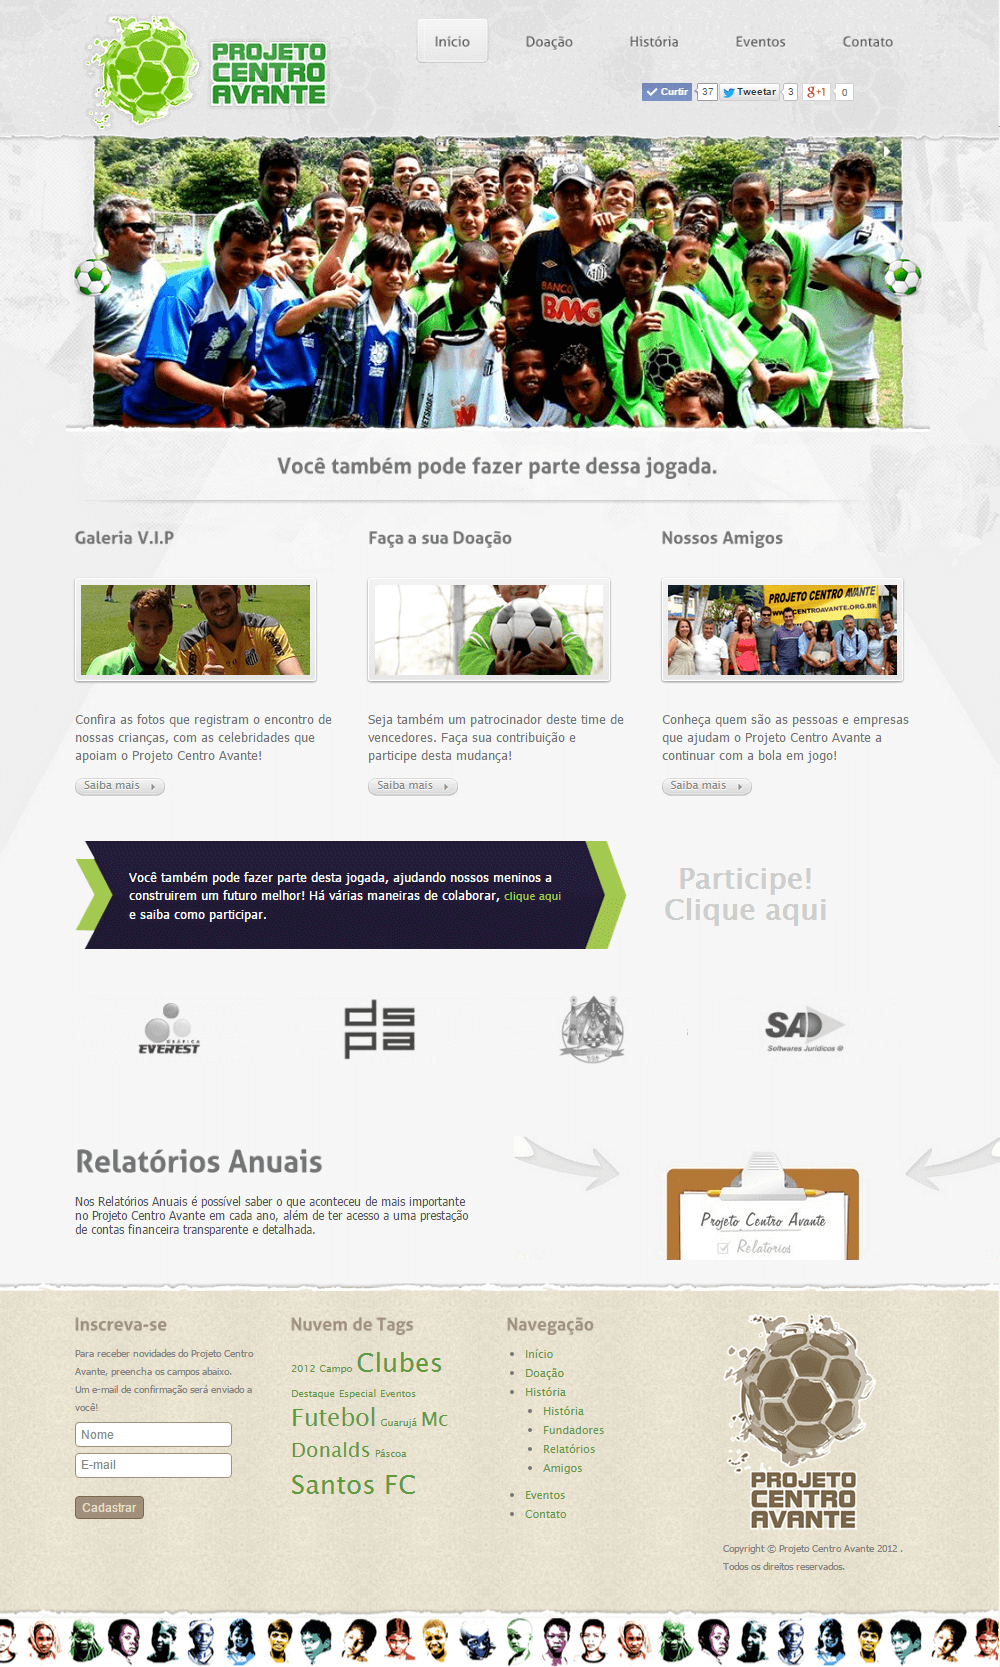 PROJETO
CENTRO
AVANTE
Início
Doação
História
Eventos
Contato
Curtir
37
Tweetar
3
+1
0
BANCO
BMG
Você também pode fazer parte dessa jogada.
Galeria V.I.P
Confira as fotos que registram o encontro de
nossas crianças, com as celebridades que
apoiam o Projeto Centro Avante!
Saiba mais
Faça a sua Doação
Seja também um patrocinador deste time de
vencedores. Faça sua contribuição e
participe desta mudança!
Saiba mais
Nossos Amigos
PROJETO CENTRO AVANTE
CENTROAVANTE.ORG.BR
Conheça quem são as pessoas e empresas
que ajudam o Projeto Centro Avante a
continuar com a bola em jogo!
Saiba mais
Você também pode fazer parte desta jogada, ajudando nossos meninos a
construirem um futuro melhor! Há várias maneiras de colaborar, clique aqui
e saiba como participar.
Participe!
Clique aqui
GRÁFICA
EVEREST
ds
pa
SAD
Softwares Jurídicos ®
Relatórios Anuais
Nos Relatórios Anuais é possível saber o que aconteceu de mais importante
no Projeto Centro Avante em cada ano, além de ter acesso a uma prestação
de contas financeira transparente e detalhada.
Projeto Centro Avante
Relatorios
Inscreva-se
Para receber novidades do Projeto Centro
Avante, preencha os campos abaixo.
Um e-mail de confirmação será enviado a
você!
Nome
E-mail
Cadastrar
Nuvem de Tags
2012 Campo Clubes
Destaque Especial Eventos
Futebol Guarujá Mc
Donalds Páscoa
Santos FC
Navegação
Início
Doação
História
História
Fundadores
Relatórios
Amigos
Eventos
Contato
PROJETO
CENTRO
AVANTE
Copyright © Projeto Centro Avante 2012 .
Todos os direitos reservados.